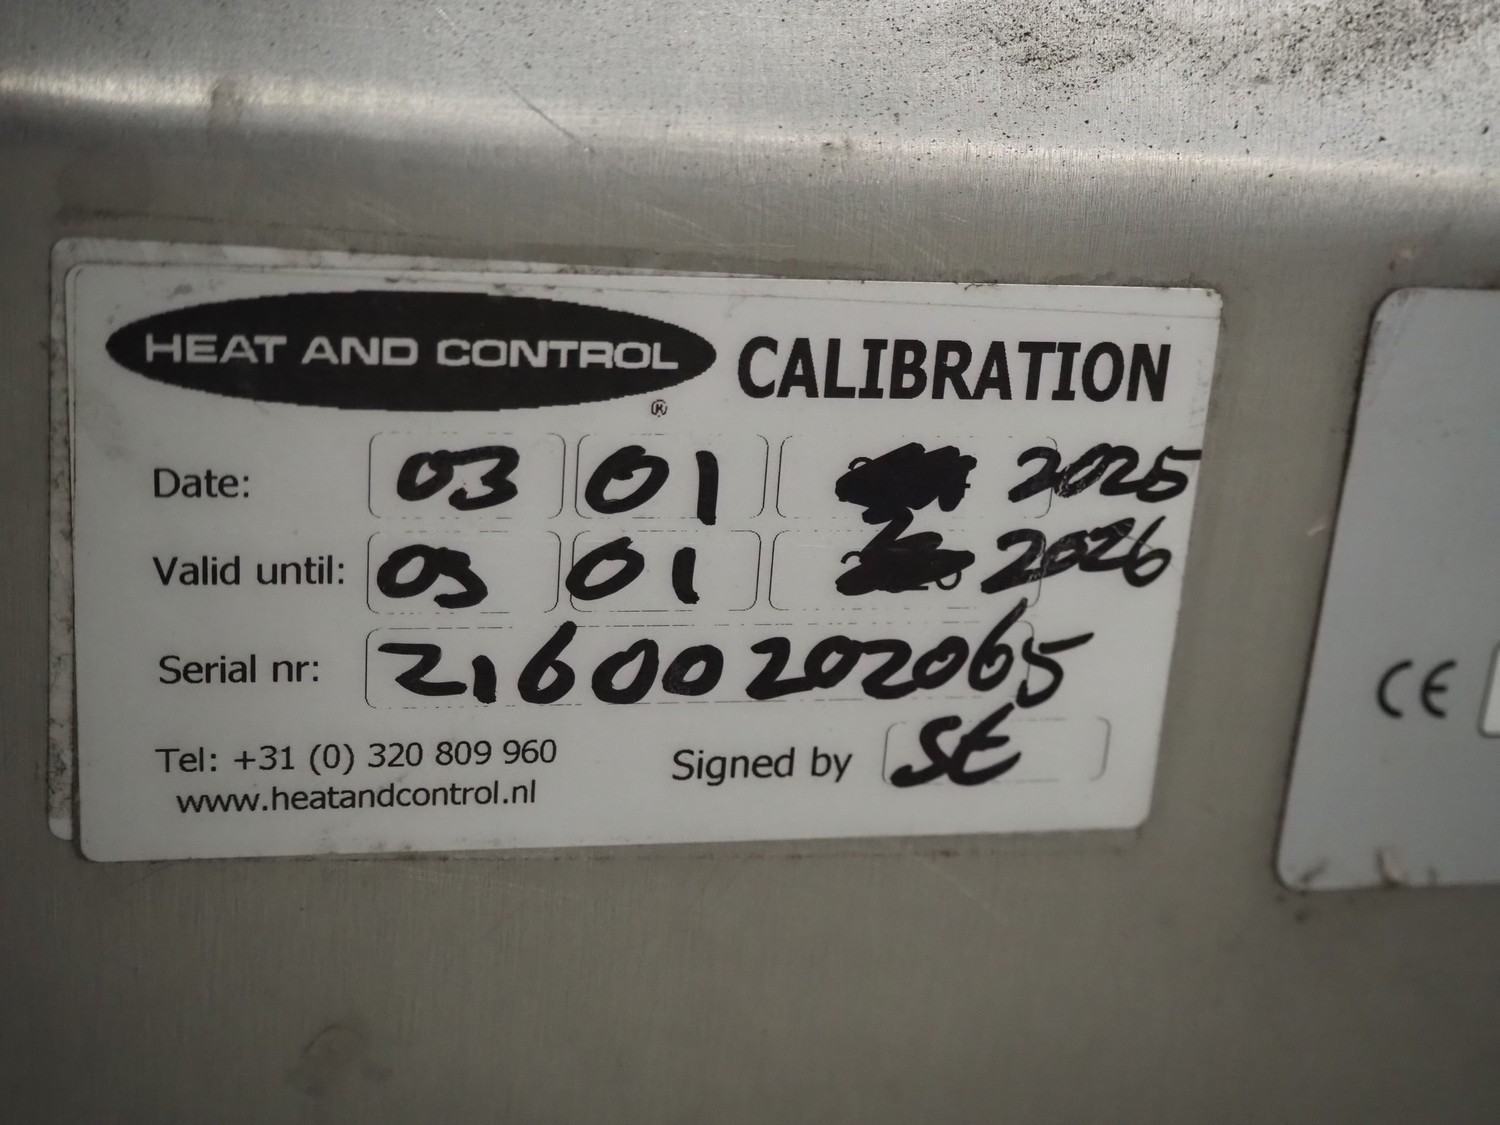 HEAT AND CONTROL ® CALIBRATION
Date: 03 01 2025
Valid until: 03 01 2026
Serial nr: 21600202065
Tel: +31 (0) 320 809 960
www.heatandcontrol.nl
Signed by SE
CE